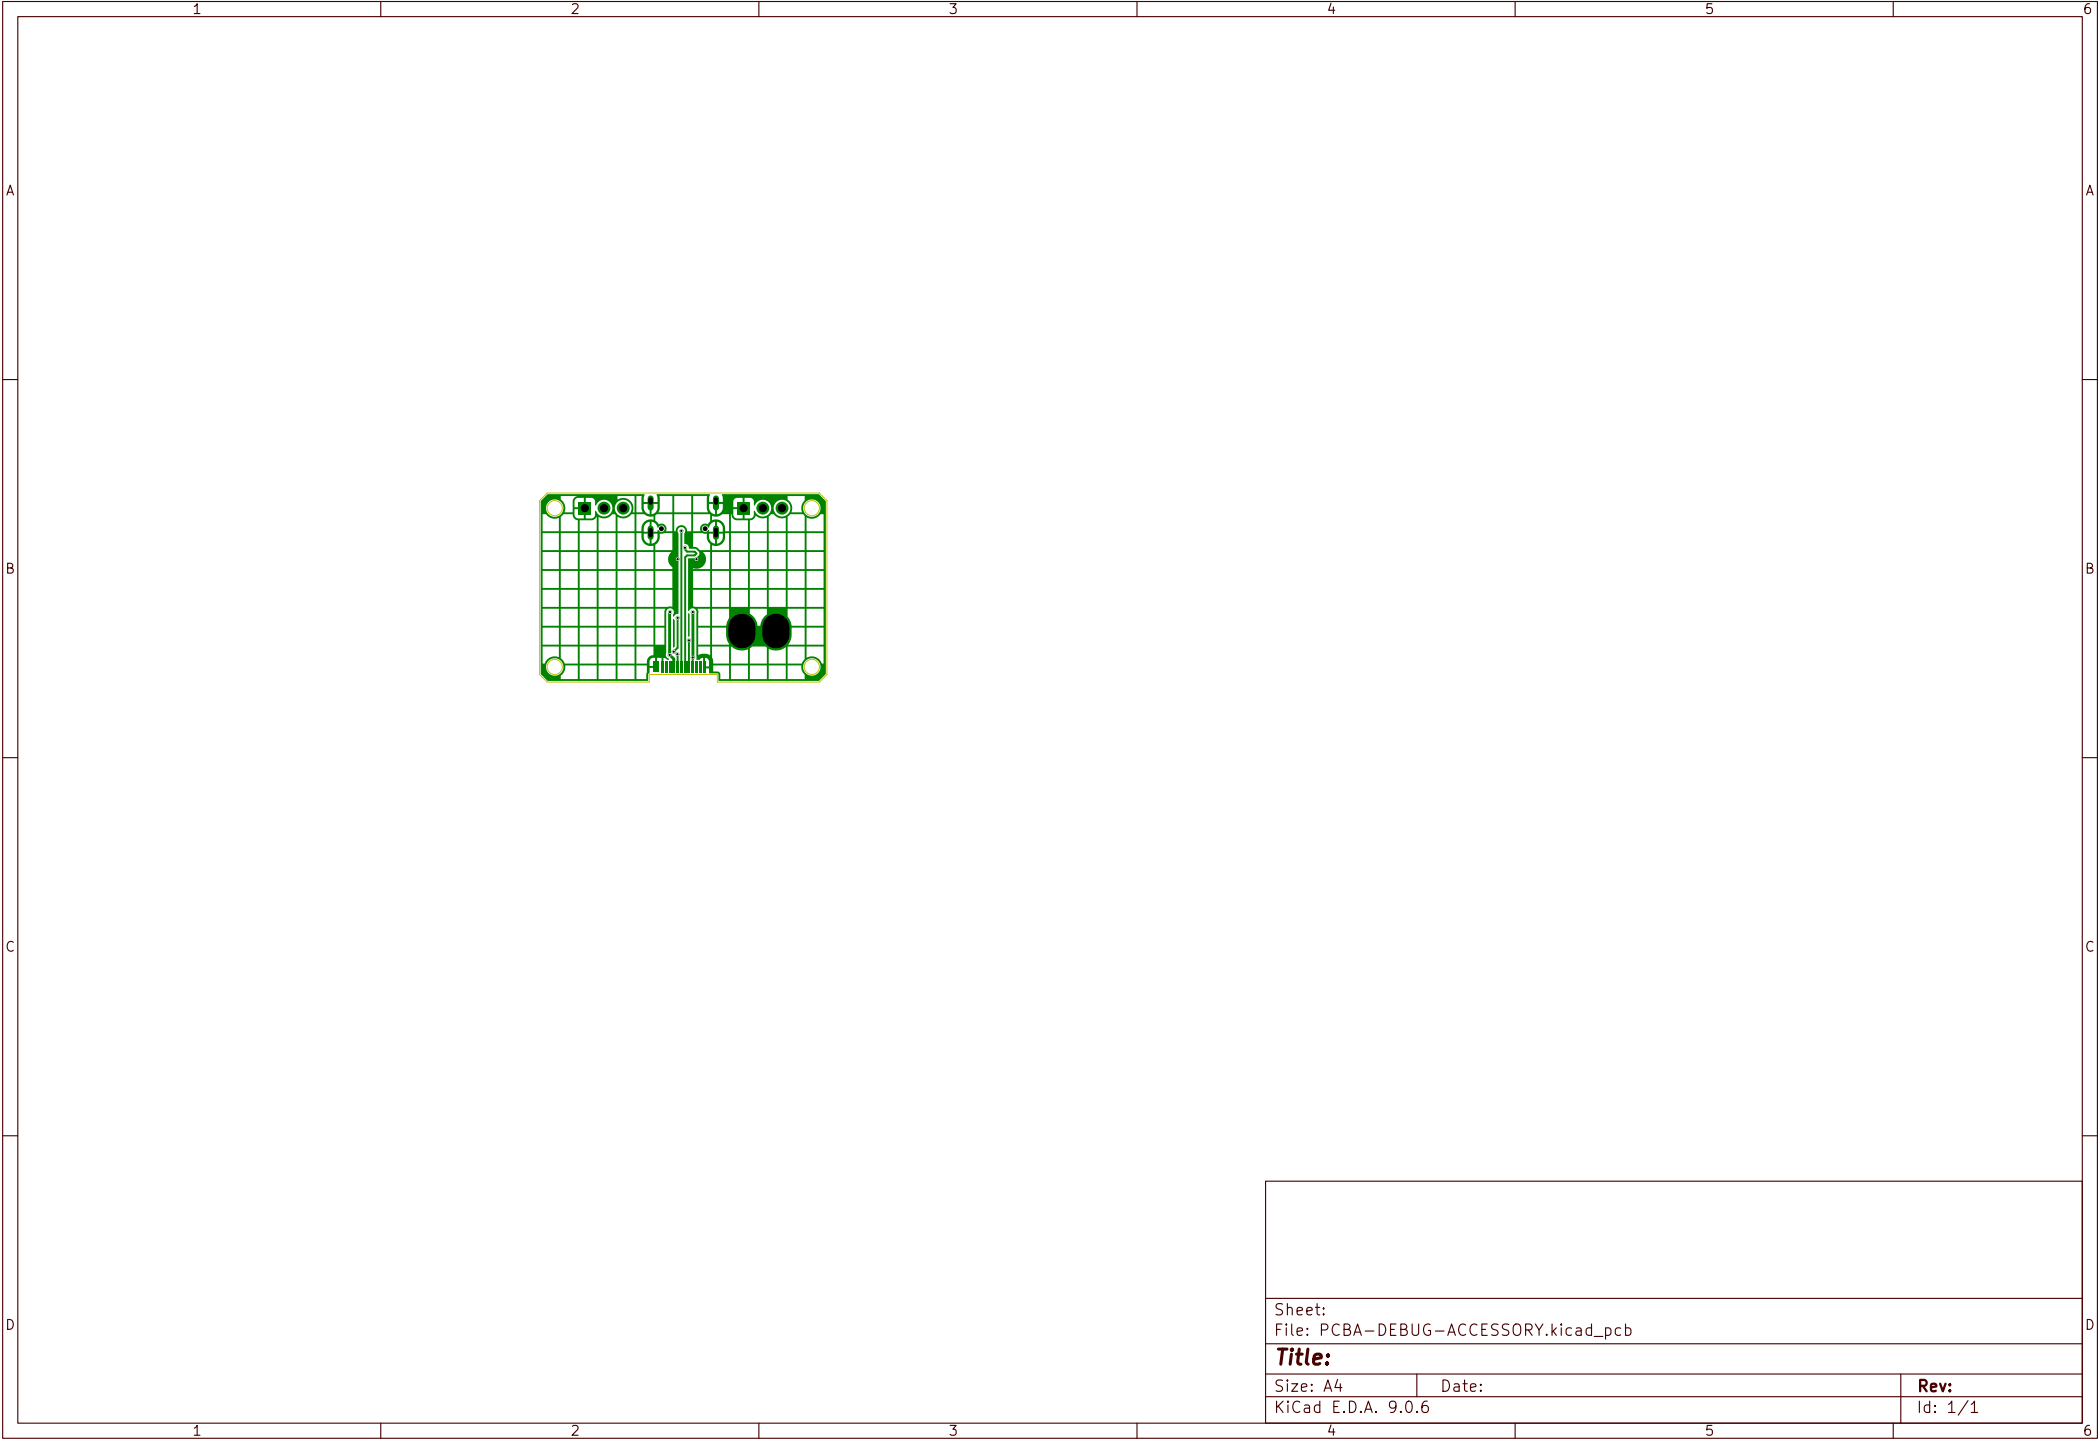 1 2 3 4 5 6
A A
B B
C C
Sheet:
File: PCBA-DEBUG-ACCESSORY.kicad_pcb
D D
Title:
Size: A4 Date: Rev:
KiCad E.D.A. 9.0.6 Id: 1/1
1 2 3 4 5 6